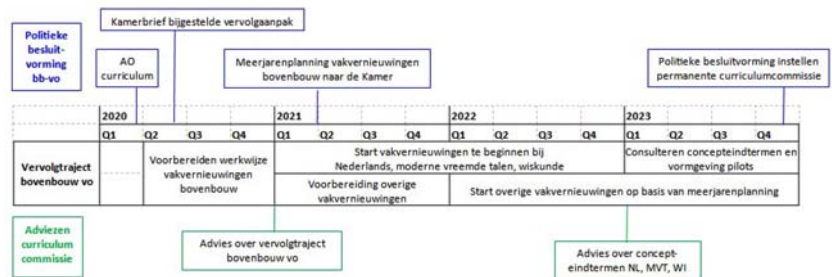 Kamerbrief bijgestelde vervolgaanpak
Politieke
besluit-
vorming
bb-vo
AO
curriculum
Meerjarenplanning vakvernieuwingen
bovenbouw naar de Kamer
Politieke besluitvorming instellen
permanente curriculumcommissie
2020 2021 2022 2023
Q1 Q2 Q3 Q4 Q1 Q2 Q3 Q4 Q1 Q2 Q3 Q4 Q1 Q2 Q3 Q4
Vervolgtraject
bovenbouw vo
Voorbereiden werkwijze
vakvernieuwingen
bovenbouw
Start vakvernieuwingen te beginnen bij
Nederlands, moderne vreemde talen, wiskunde
Consulteren concepteindtermen en
vormgeving pilots
Voorbereiding overige
vakvernieuwingen
Start overige vakvernieuwingen op basis van meerjarenplanning
Adviezen
curriculum
commissie
Advies over vervolgtraject
bovenbouw vo
Advies over concept-
eindtermen NL, MVT, WI